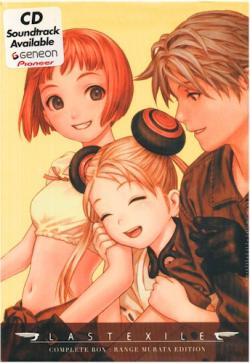 CD
Soundtrack
Available
Geneon
Pioneer
LASTEXILE
COMPLETE BOX : RANGE MURATA EDITION